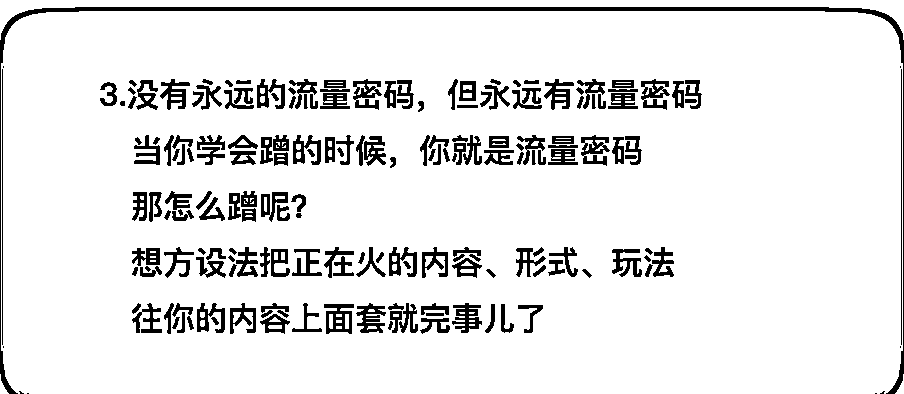 3.没有永远的流量密码，但永远有流量密码
当你学会蹭的时候，你就是流量密码
那怎么蹭呢？
想方设法把正在火的内容、形式、玩法
往你的内容上面套就完事儿了